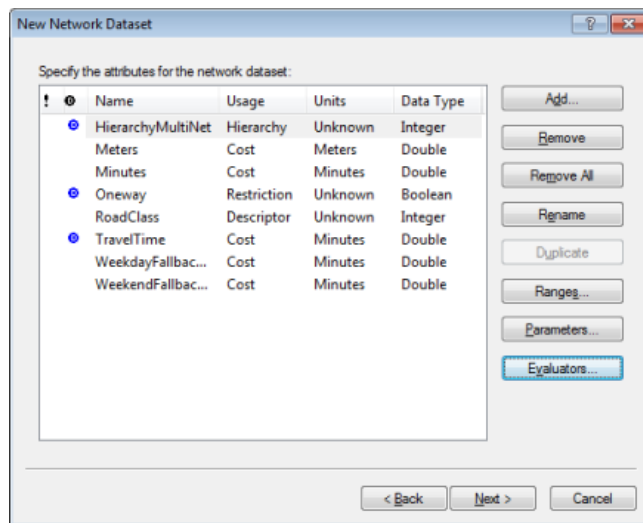 New Network Dataset
Specify the attributes for the network dataset:
! Name Usage Units Data Type
HierarchyMultiNet Hierarchy Unknown Integer
Meters Cost Meters Double
Minutes Cost Minutes Double
Oneway Restriction Unknown Boolean
RoadClass Descriptor Unknown Integer
TravelTime Cost Minutes Double
WeekdayFallbac... Cost Minutes Double
WeekendFallbac... Cost Minutes Double
Add...
Remove
Remove All
Rename
Duplicate
Ranges...
Parameters...
Evaluators...
< Back Next > Cancel